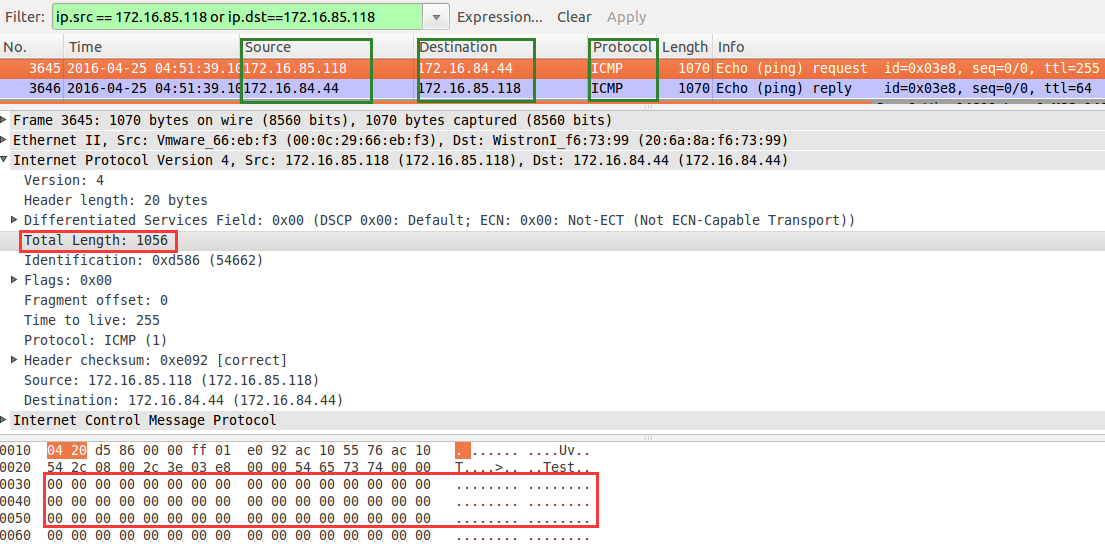 Filter: ip.src == 172.16.85.118 or ip.dst==172.16.85.118 Expression... Clear Apply
No. Time Source Destination Protocol Length Info
3645 2016-04-25 04:51:39.10 172.16.85.118 172.16.84.44 ICMP 1070 Echo (ping) request id=0x03e8, seq=0/0, ttl=255
3646 2016-04-25 04:51:39.10 172.16.84.44 172.16.85.118 ICMP 1070 Echo (ping) reply id=0x03e8, seq=0/0, ttl=64
Frame 3645: 1070 bytes on wire (8560 bits), 1070 bytes captured (8560 bits)
Ethernet II, Src: Vmware_66:eb:f3 (00:0c:29:66:eb:f3), Dst: WistronI_f6:73:99 (20:6a:8a:f6:73:99)
Internet Protocol Version 4, Src: 172.16.85.118 (172.16.85.118), Dst: 172.16.84.44 (172.16.84.44)
Version: 4
Header length: 20 bytes
Differentiated Services Field: 0x00 (DSCP 0x00: Default; ECN: 0x00: Not-ECT (Not ECN-Capable Transport))
Total Length: 1056
Identification: 0xd586 (54662)
Flags: 0x00
Fragment offset: 0
Time to live: 255
Protocol: ICMP (1)
Header checksum: 0xe092 [correct]
Source: 172.16.85.118 (172.16.85.118)
Destination: 172.16.84.44 (172.16.84.44)
Internet Control Message Protocol
0010 04 20 d5 86 00 00 ff 01 e0 92 ac 10 55 76 ac 10 . ...... ....Uv..
0020 54 2c 08 00 2c 3e 03 e8 00 00 54 65 73 74 00 00 T,..,>.. ..Test..
0030 00 00 00 00 00 00 00 00 00 00 00 00 00 00 00 00 ........ ........
0040 00 00 00 00 00 00 00 00 00 00 00 00 00 00 00 00 ........ ........
0050 00 00 00 00 00 00 00 00 00 00 00 00 00 00 00 00 ........ ........
0060 00 00 00 00 00 00 00 00 00 00 00 00 00 00 00 00 ........ ........